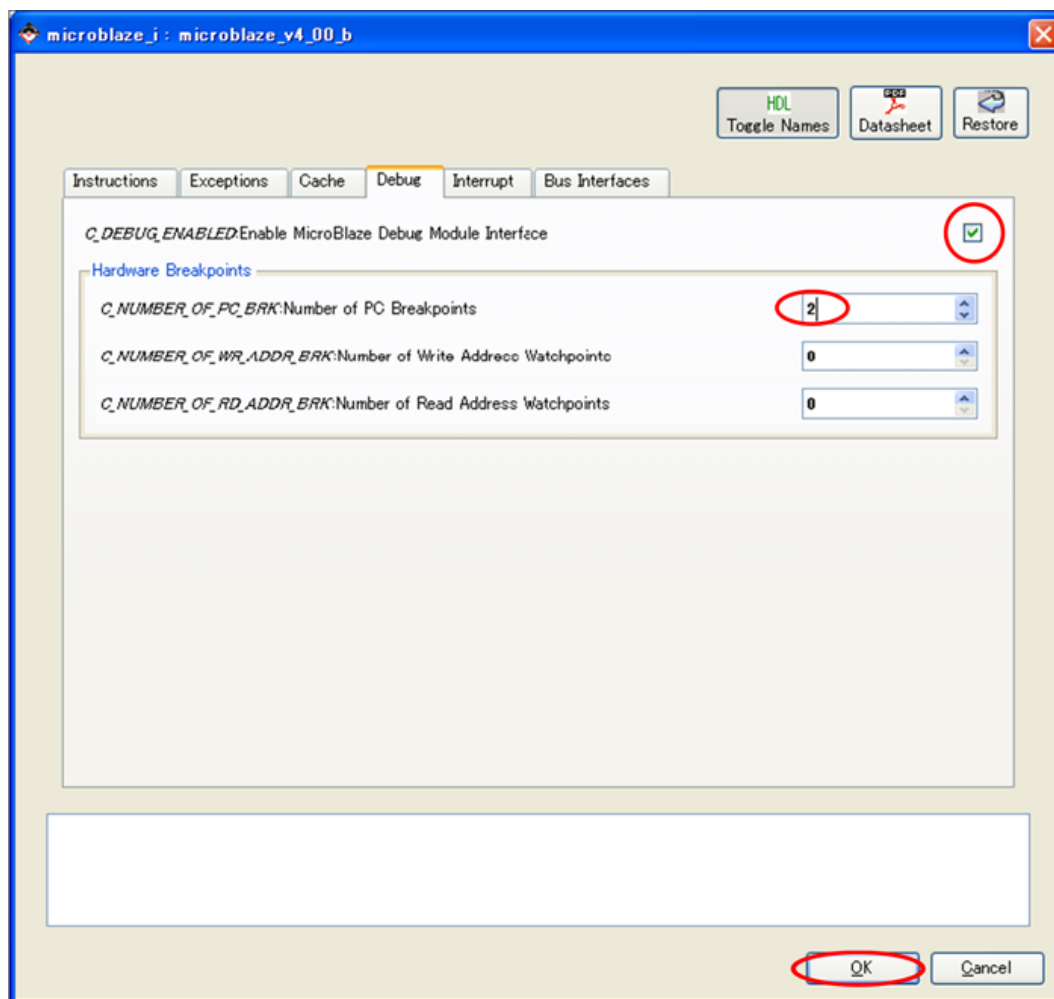 microblaze_i : microblaze_v4_00_b
HDL
Toggle Names
PDF
Datasheet
Restore
Instructions Exceptions Cache Debug Interrupt Bus Interfaces
C_DEBUG_ENABLED:Enable MicroBlaze Debug Module Interface
Hardware Breakpoints
C_NUMBER_OF_PC_BRK:Number of PC Breakpoints 2
C_NUMBER_OF_WR_ADDR_BRK:Number of Write Address Watchpoints 0
C_NUMBER_OF_RD_ADDR_BRK:Number of Read Address Watchpoints 0
OK Cancel